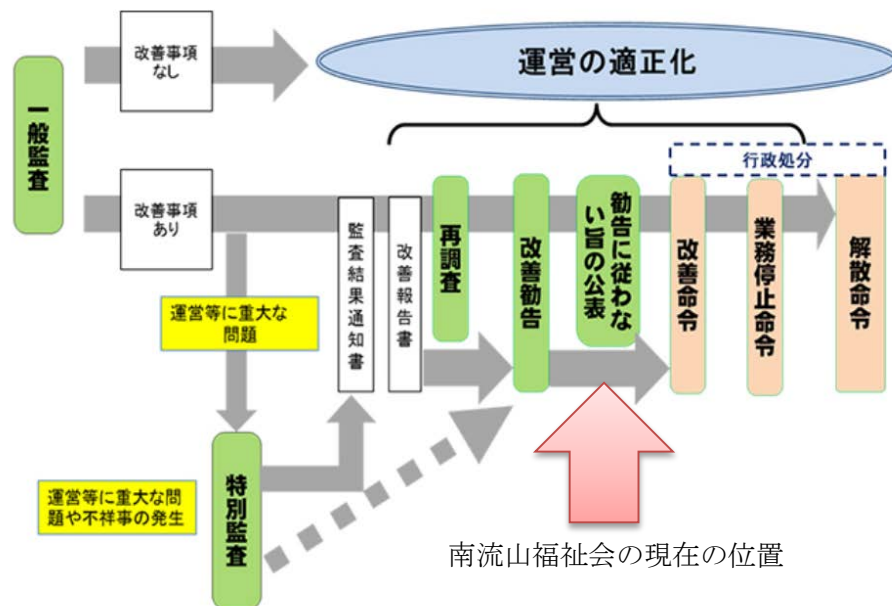 改善事項
なし
運営の適正化
一般監査
行政処分
改善事項
あり
監査結果通知書
改善報告書
再調査
改善勧告
勧告に従わな
い旨の公表
改善命令
業務停止命令
解散命令
運営等に重大な
問題
特別監査
運営等に重大な問
題や不祥事の発生
南流山福祉会の現在の位置